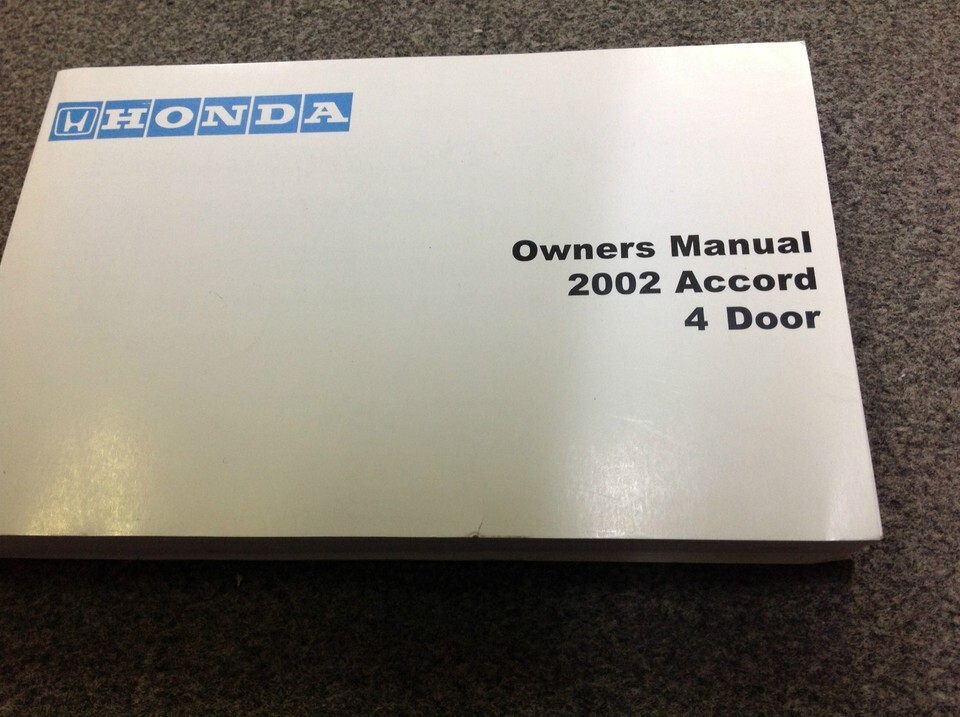 HONDA
Owners Manual
2002 Accord
4 Door